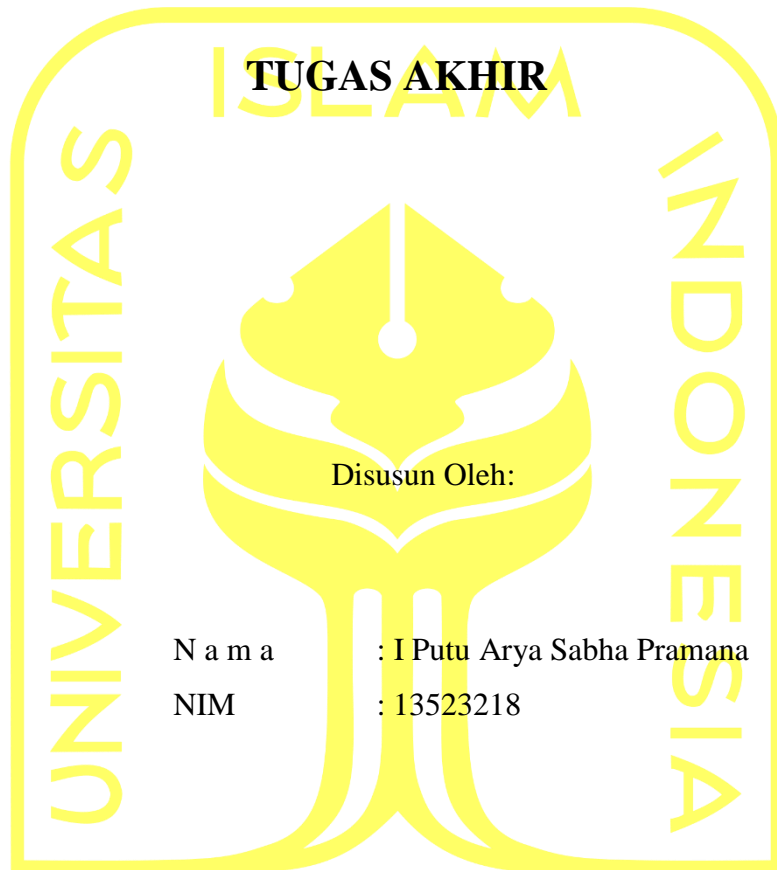 ISLAM
TUGAS AKHIR
UNIVERSITAS
INDONESIA
Disusun Oleh:
N a m a : I Putu Arya Sabha Pramana
NIM : 13523218